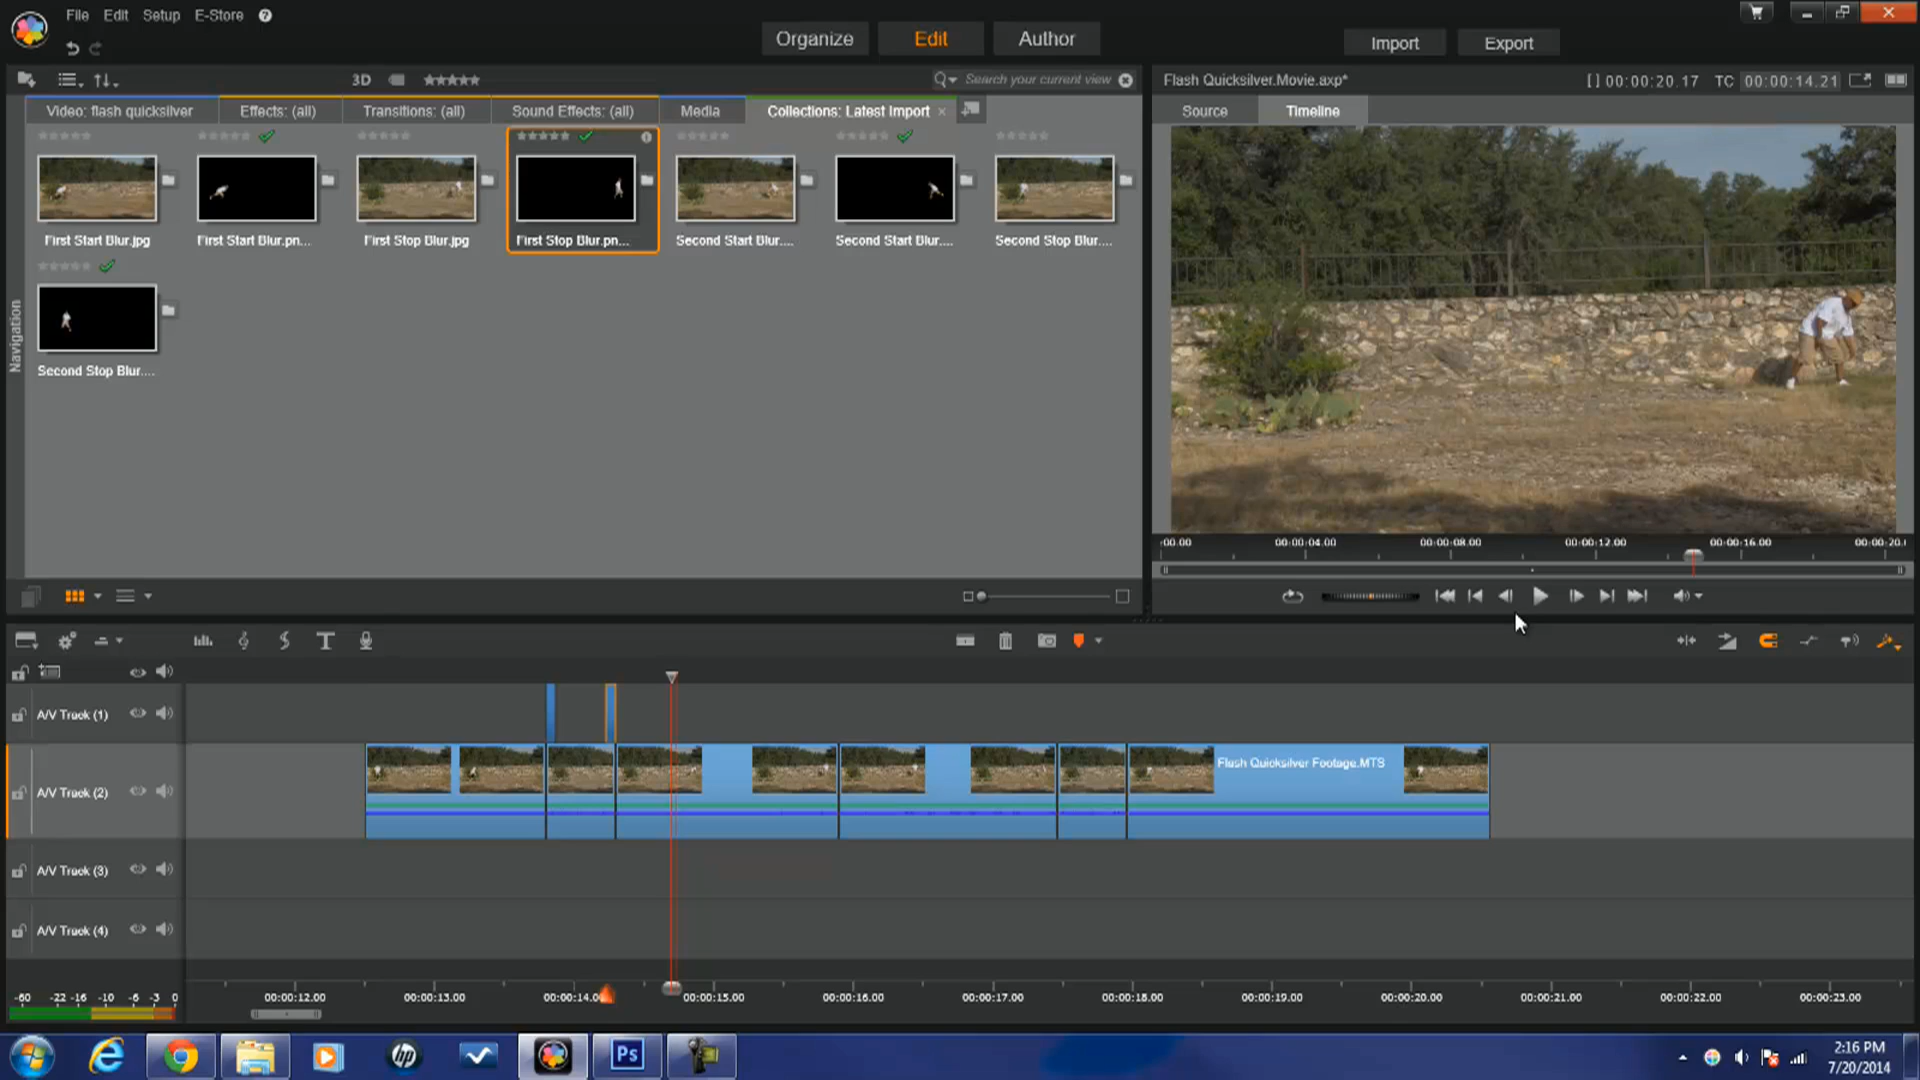 File Edit Setup E-Store ?
Organize Edit Author
Import Export
3D Search your current view
Flash Quicksilver.Movie.axp* [ ] 00:00:20.17 TC 00:00:14.21
Video: flash quicksilver Effects: (all) Transitions: (all) Sound Effects: (all) Media Collections: Latest Import
Source Timeline
First Start Blur.jpg First Start Blur.pn... First Stop Blur.jpg First Stop Blur.pn... Second Start Blur.... Second Start Blur.... Second Stop Blur....
Second Stop Blur....
Navigation
:00.00 00:00:04.00 00:00:08.00 00:00:12.00 00:00:16.00 00:00:20.
A/V Track (1)
Flash Quicksilver Footage.MTS
A/V Track (2)
A/V Track (3)
A/V Track (4)
-60 -22 -16 -10 -6 -3 0 00:00:12.00 00:00:13.00 00:00:14. 00:00:15.00 00:00:16.00 00:00:17.00 00:00:18.00 00:00:19.00 00:00:20.00 00:00:21.00 00:00:22.00 00:00:23.00
hp Ps
2:16 PM
7/20/2014